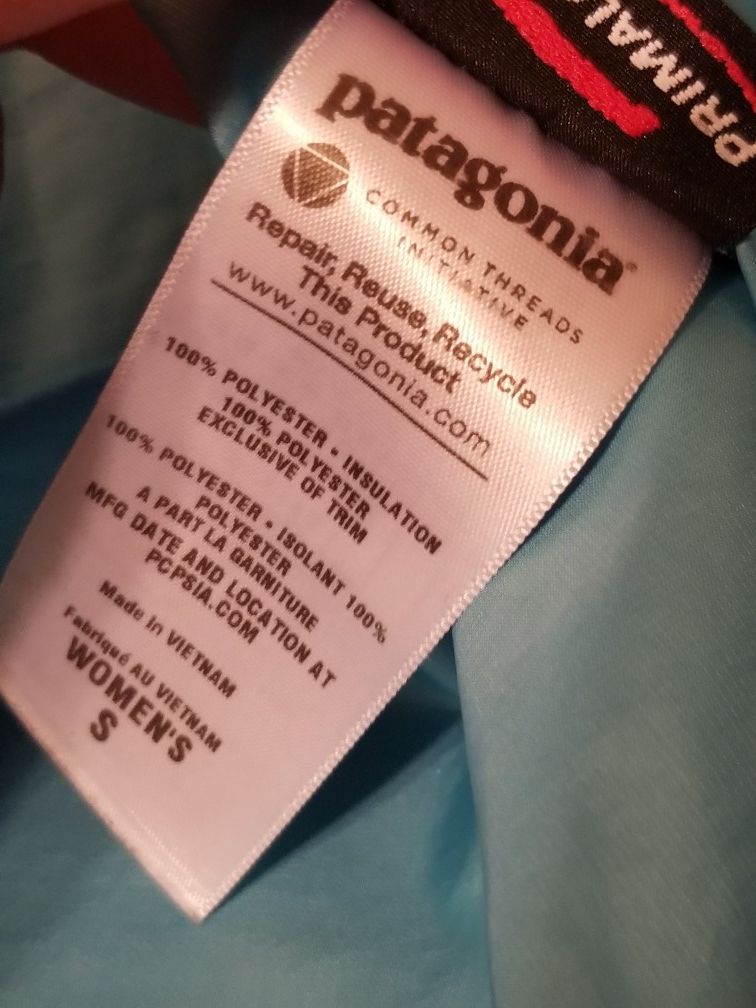 PRIMAL
patagonia®
COMMON THREADS
INITIATIVE
Repair, Reuse, Recycle
This Product
www.patagonia.com
100% POLYESTER • INSULATION
100% POLYESTER
EXCLUSIVE OF TRIM
100% POLYESTER • ISOLANT 100%
POLYESTER
A PART LA GARNITURE
MFG DATE AND LOCATION AT
PCPSIA.COM
Made in VIETNAM
Fabriqué AU VIETNAM
WOMEN'S
S